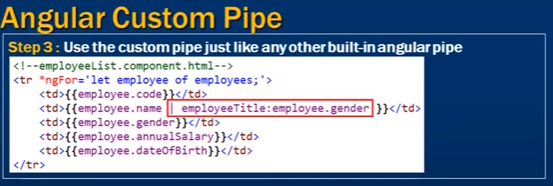 Angular Custom Pipe
Step 3 : Use the custom pipe just like any other built-in angular pipe
<!--employeeList.component.html-->
<tr *ngFor='let employee of employees;'>
    <td>{{employee.code}}</td>
    <td>{{employee.name | employeeTitle:employee.gender }}</td>
    <td>{{employee.gender}}</td>
    <td>{{employee.annualSalary}}</td>
    <td>{{employee.dateOfBirth}}</td>
</tr>